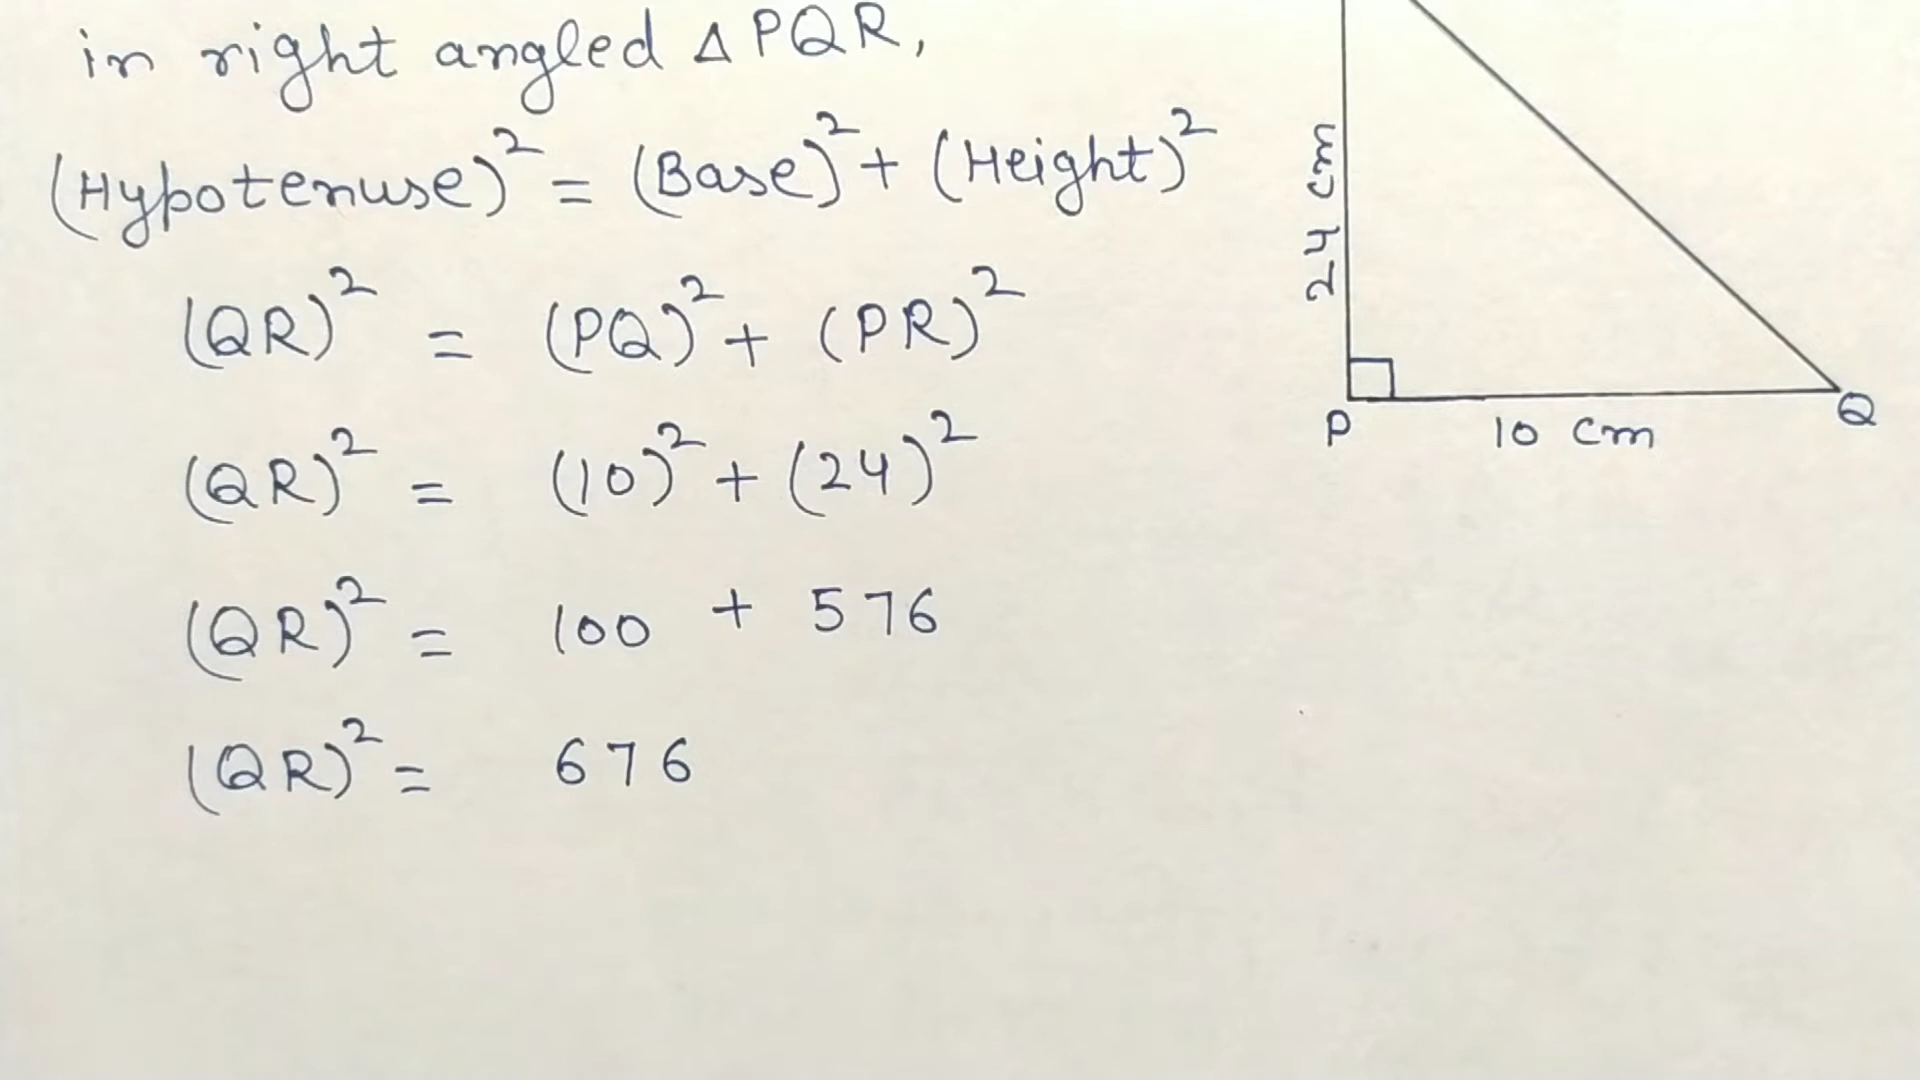 in right angled △PQR,
(Hypotenuse)² = (Base)² + (Height)²
(QR)² = (PQ)² + (PR)²
(QR)² = (10)² + (24)²
(QR)² = 100 + 576
(QR)² = 676
24 cm
P
10 cm
Q